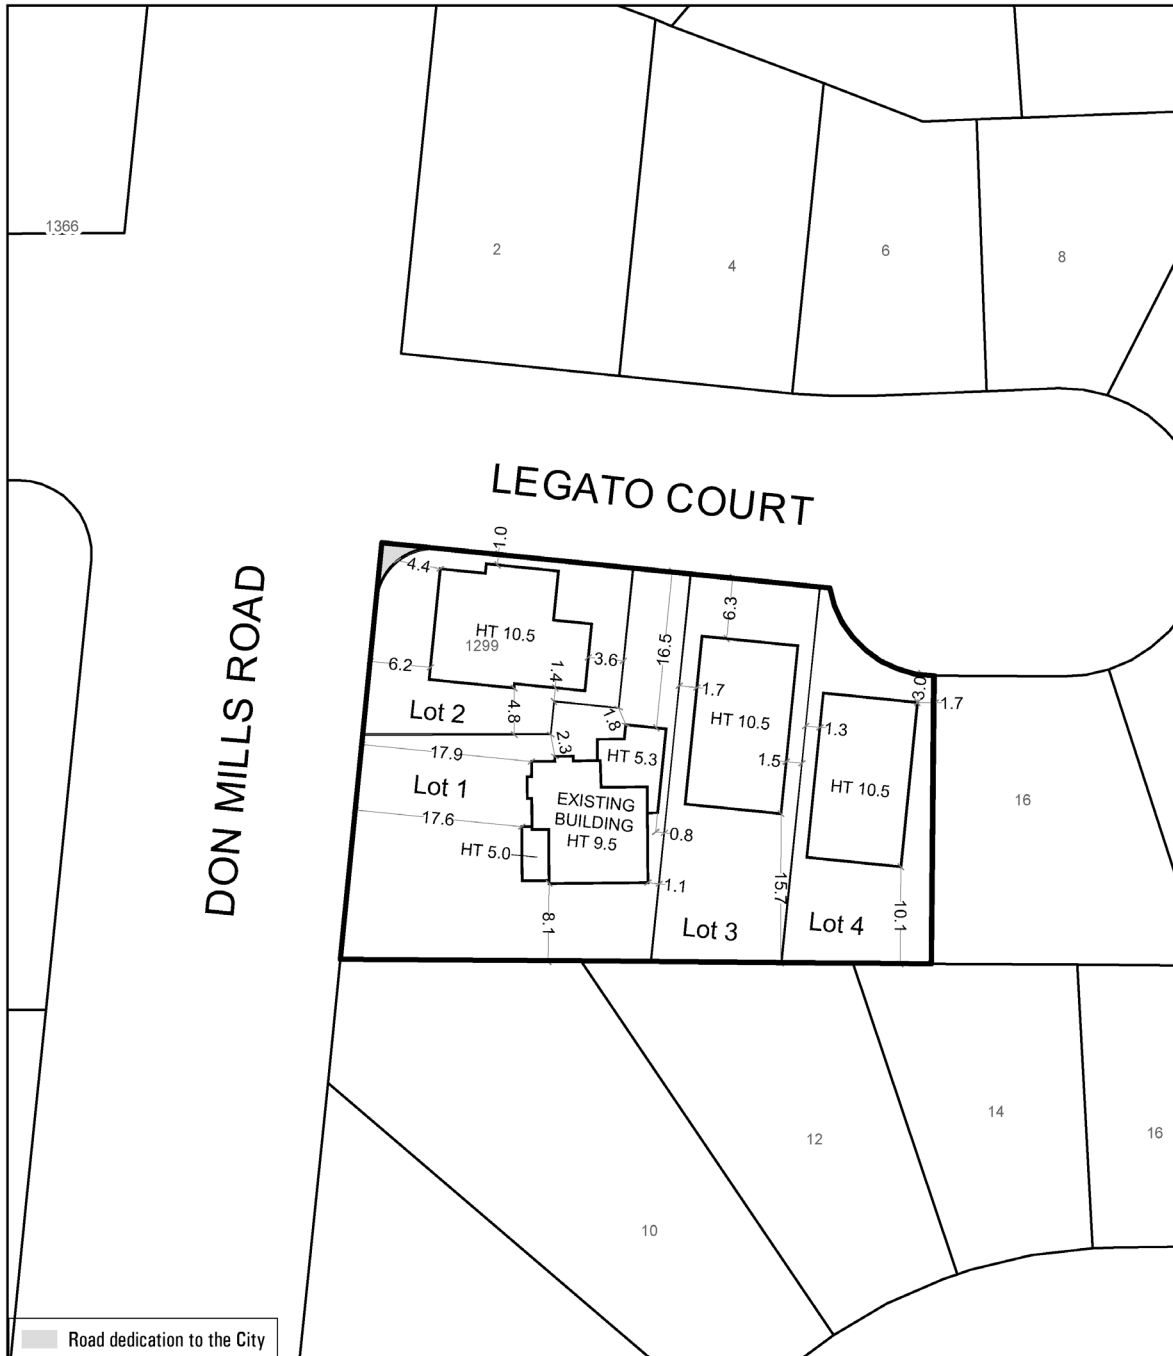 1366
2
4
6
8
LEGATO COURT
DON MILLS ROAD
1.0
4.4
HT 10.5
1299
6.2
1.4
3.6
4.8
Lot 2
1.8
2.3
16.5
6.3
1.7
HT 10.5
1.5
3.0
1.7
1.3
HT 10.5
17.9
Lot 1
17.6
HT 5.3
EXISTING
BUILDING
HT 9.5
HT 5.0
0.8
1.1
8.1
15.7
10.1
Lot 3
Lot 4
16
10
12
14
16
Road dedication to the City